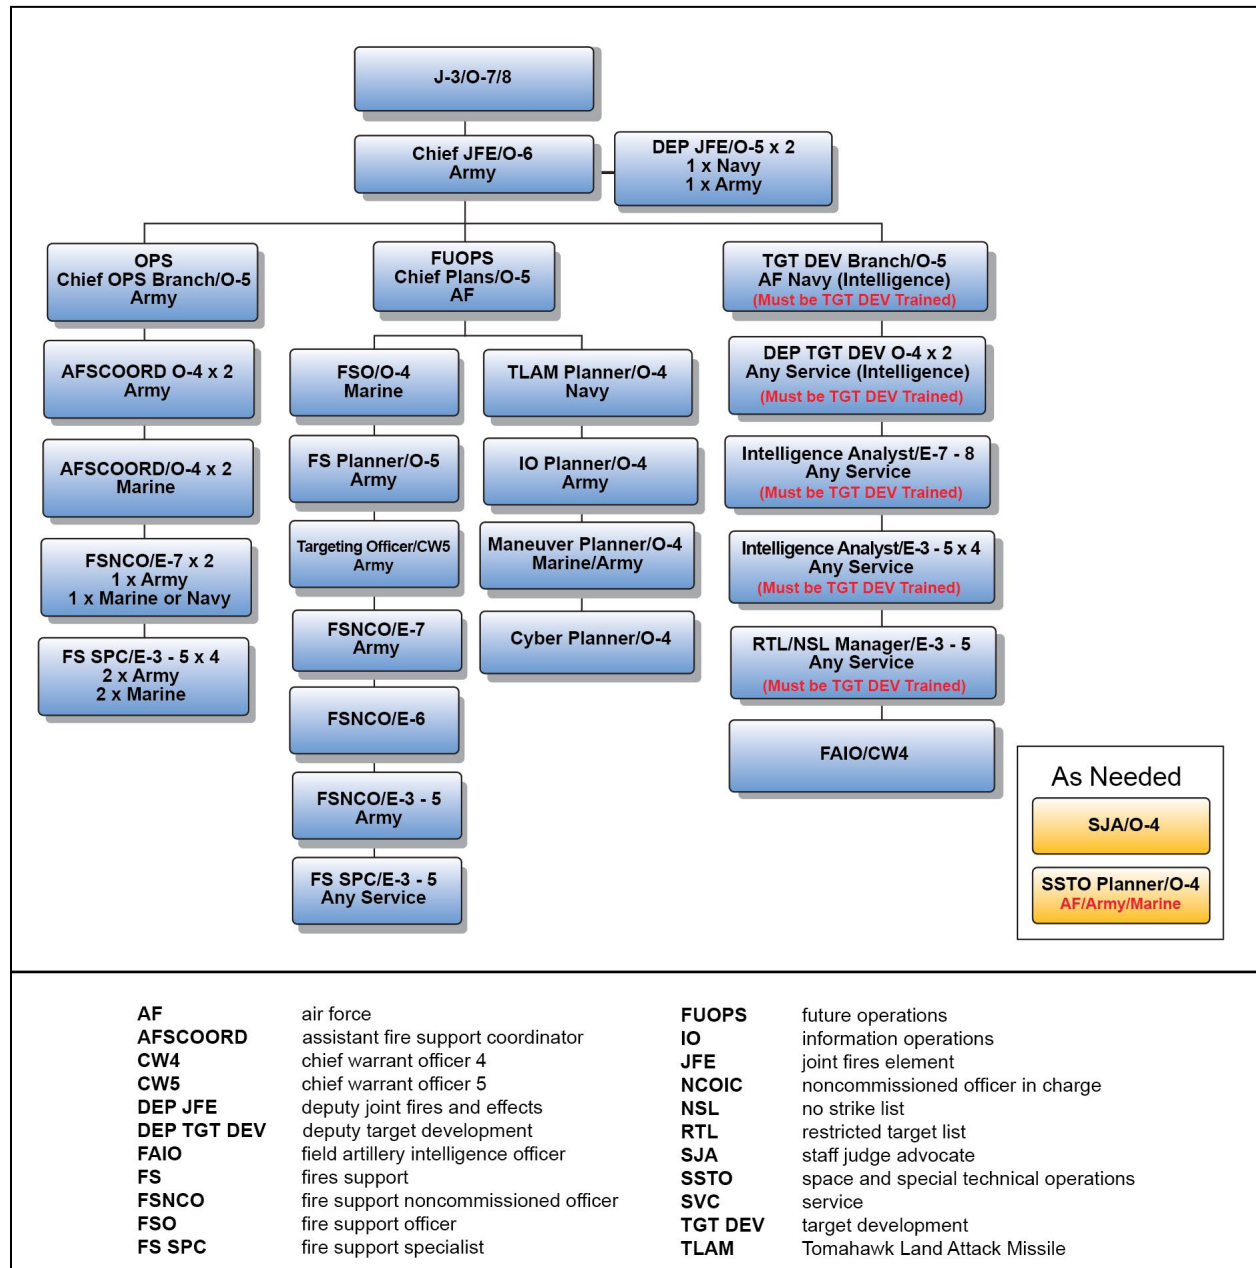 J-3/O-7/8
Chief JFE/O-6
Army
DEP JFE/O-5 x 2
1 x Navy
1 x Army
OPS
Chief OPS Branch/O-5
Army
AFSCOORD O-4 x 2
Army
AFSCOORD/O-4 x 2
Marine
FSNCO/E-7 x 2
1 x Army
1 x Marine or Navy
FS SPC/E-3 - 5 x 4
2 x Army
2 x Marine
FUOPS
Chief Plans/O-5
AF
FSO/O-4
Marine
FS Planner/O-5
Army
Targeting Officer/CW5
Army
FSNCO/E-7
Army
FSNCO/E-6
FSNCO/E-3 - 5
Army
FS SPC/E-3 - 5
Any Service
TLAM Planner/O-4
Navy
IO Planner/O-4
Army
Maneuver Planner/O-4
Marine/Army
Cyber Planner/O-4
TGT DEV Branch/O-5
AF Navy (Intelligence)
(Must be TGT DEV Trained)
DEP TGT DEV O-4 x 2
Any Service (Intelligence)
(Must be TGT DEV Trained)
Intelligence Analyst/E-7 - 8
Any Service
(Must be TGT DEV Trained)
Intelligence Analyst/E-3 - 5 x 4
Any Service
(Must be TGT DEV Trained)
RTL/NSL Manager/E-3 - 5
Any Service
(Must be TGT DEV Trained)
FAIO/CW4
As Needed
SJA/O-4
SSTO Planner/O-4
AF/Army/Marine
AF air force
AFSCOORD assistant fire support coordinator
CW4 chief warrant officer 4
CW5 chief warrant officer 5
DEP JFE deputy joint fires and effects
DEP TGT DEV deputy target development
FAIO field artillery intelligence officer
FS fires support
FSNCO fire support noncommissioned officer
FSO fire support officer
FS SPC fire support specialist
FUOPS future operations
IO information operations
JFE joint fires element
NCOIC noncommissioned officer in charge
NSL no strike list
RTL restricted target list
SJA staff judge advocate
SSTO space and special technical operations
SVC service
TGT DEV target development
TLAM Tomahawk Land Attack Missile